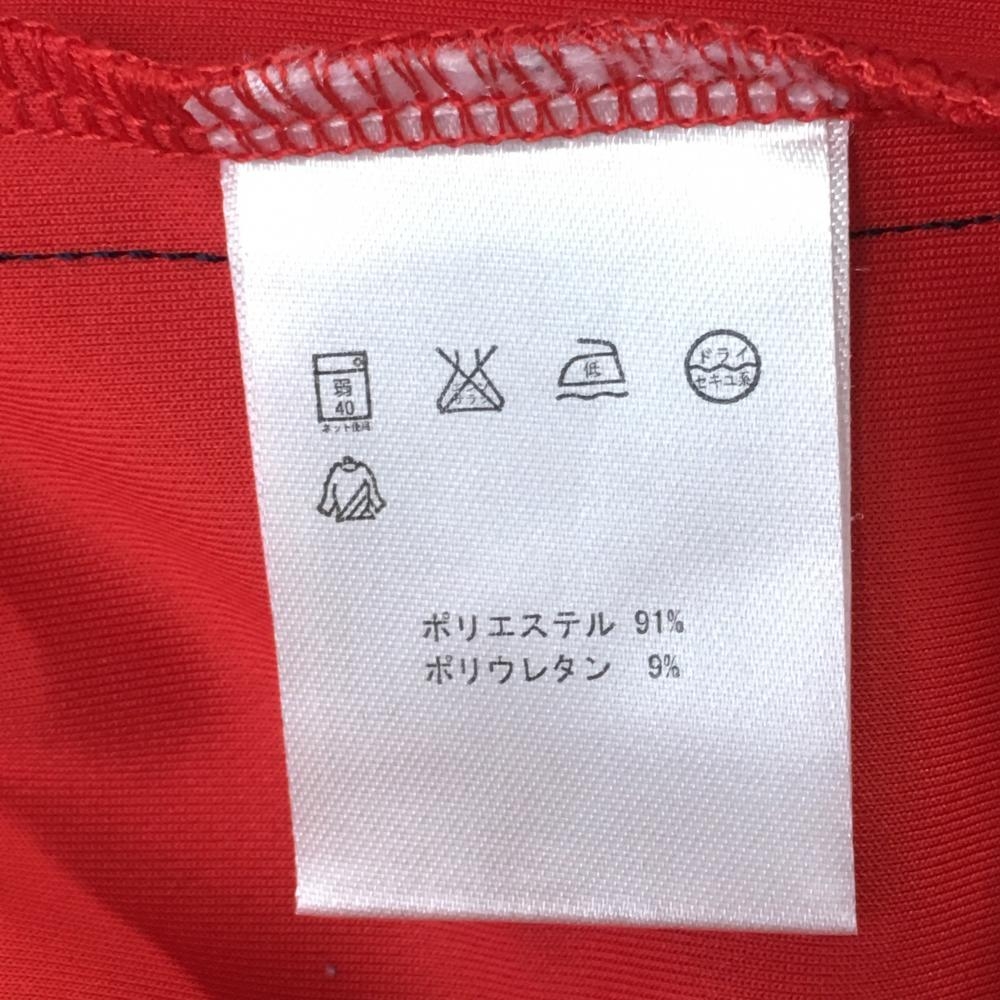 弱
40
ネット使用
低
ドライ
セキユ系
ポリエステル 91%
ポリウレタン 9%